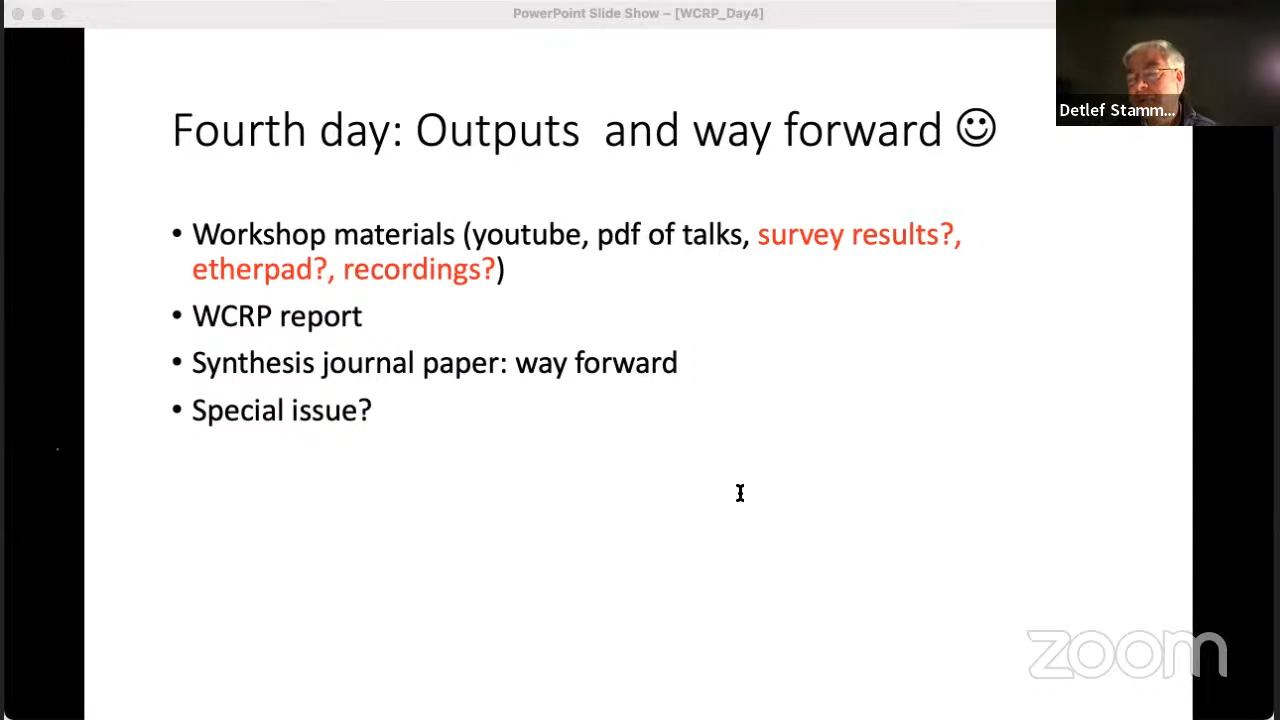 PowerPoint Slide Show – [WCRP_Day4]
Detlef Stamm...
Fourth day: Outputs and way forward ☺
• Workshop materials (youtube, pdf of talks, survey results?,
etherpad?, recordings?)
• WCRP report
• Synthesis journal paper: way forward
• Special issue?
zoom